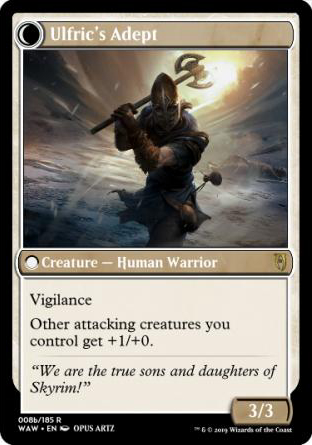 Ulfric's Adept
Creature — Human Warrior
Vigilance
Other attacking creatures you
control get +1/+0.
"We are the true sons and daughters of
Skyrim!"
3/3
008b/185 R
WAW • EN OPUS ARTZ
™ & © 2019 Wizards of the Coast